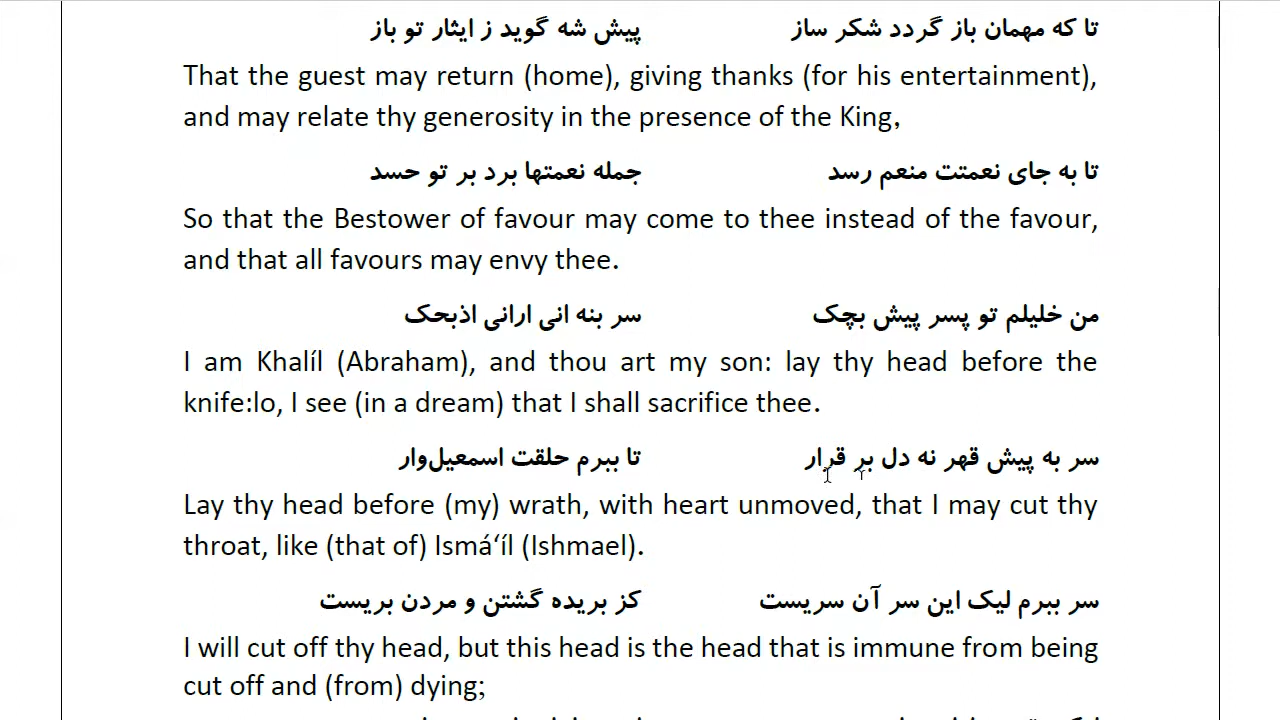 تا که مهمان باز گردد شکر ساز پیش شه گوید ز ایثار تو باز
That the guest may return (home), giving thanks (for his entertainment),
and may relate thy generosity in the presence of the King,
تا به جای نعمتت منعم رسد جمله نعمتها برد بر تو حسد
So that the Bestower of favour may come to thee instead of the favour,
and that all favours may envy thee.
من خلیلم تو پسر پیش بچک سر بنه انی ارانی اذبحک
I am Khalíl (Abraham), and thou art my son: lay thy head before the
knife:lo, I see (in a dream) that I shall sacrifice thee.
سر به پیش قهر نه دل بر قرار تا ببرم حلقت اسمعیل‌وار
Lay thy head before (my) wrath, with heart unmoved, that I may cut thy
throat, like (that of) Ismá‘íl (Ishmael).
سر ببرم لیک این سر آن سریست کز بریده گشتن و مردن بریست
I will cut off thy head, but this head is the head that is immune from being
cut off and (from) dying;